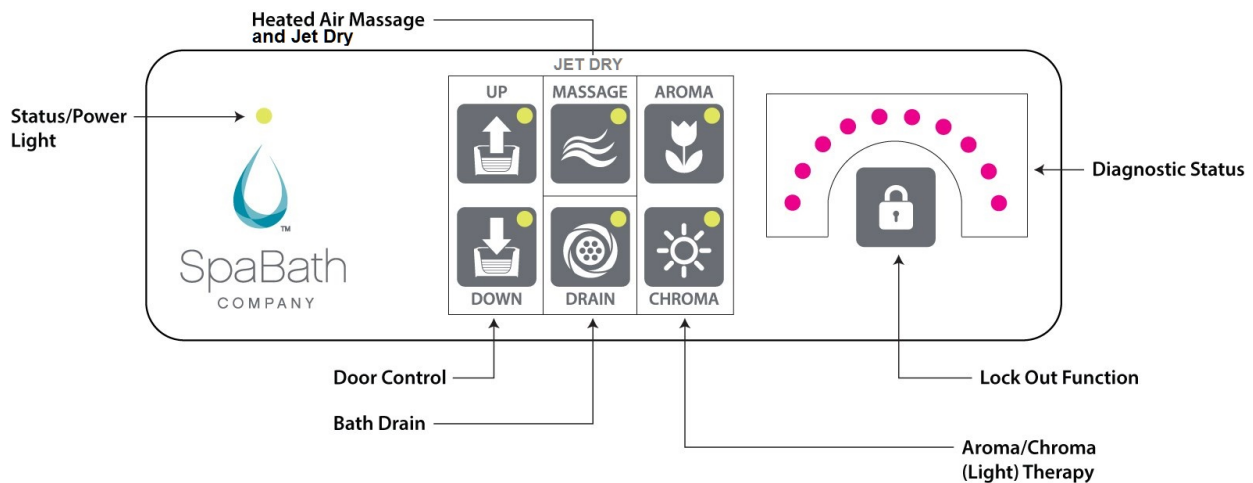 Heated Air Massage
and Jet Dry
JET DRY
UP
MASSAGE
AROMA
Status/Power
Light
Diagnostic Status
TM
SpaBath
COMPANY
DOWN
DRAIN
CHROMA
Door Control
Lock Out Function
Bath Drain
Aroma/Chroma
(Light) Therapy